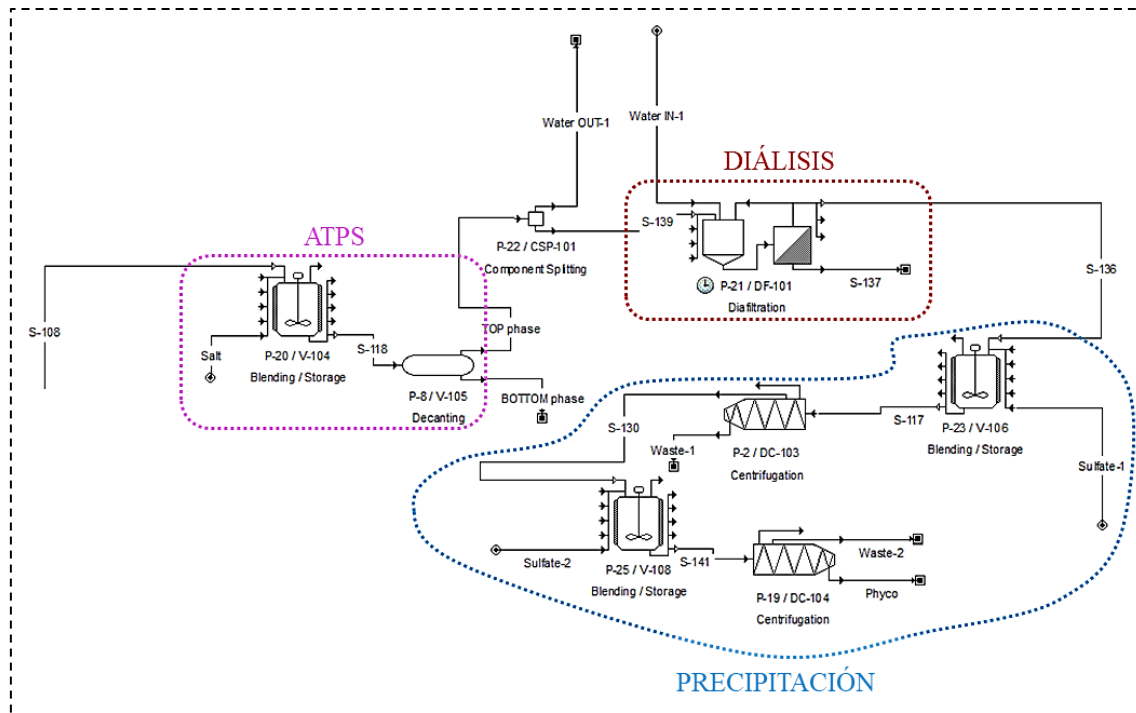 Water OUT-1
Water IN-1
DIÁLISIS
S-139
P-22 / CSP-101
Component Splitting
P-21 / DF-101
Diafiltration
S-137
S-136
ATPS
S-108
Salt
P-20 / V-104
Blending / Storage
S-118
TOP phase
P-8 / V-105
Decanting
BOTTOM phase
S-130
Waste-1
P-2 / DC-103
Centrifugation
S-117
P-23 / V-106
Blending / Storage
Sulfate-1
Sulfate-2
P-25 / V-108
Blending / Storage
S-141
P-19 / DC-104
Centrifugation
Waste-2
Phyco
PRECIPITACIÓN